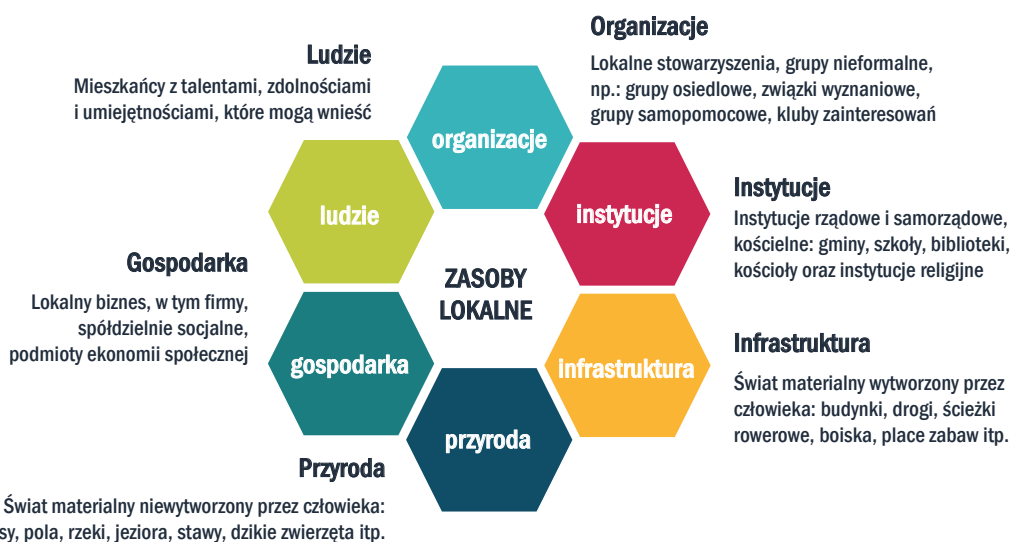 Organizacje
Lokalne stowarzyszenia, grupy nieformalne,
np.: grupy osiedlowe, związki wyznaniowe,
grupy samopomocowe, kluby zainteresowań
Ludzie
Mieszkańcy z talentami, zdolnościami
i umiejętnościami, które mogą wnieść
organizacje
ludzie
instytucje
Instytucje
Instytucje rządowe i samorządowe,
kościelne: gminy, szkoły, biblioteki,
kościoły oraz instytucje religijne
Gospodarka
Lokalny biznes, w tym firmy,
spółdzielnie socjalne,
podmioty ekonomii społecznej
ZASOBY
LOKALNE
gospodarka
infrastruktura
Infrastruktura
Świat materialny wytworzony przez
człowieka: budynki, drogi, ścieżki
rowerowe, boiska, place zabaw itp.
przyroda
Przyroda
Świat materialny niewytworzony przez człowieka:
pola, rzeki, jeziora, stawy, dzikie zwierzęta itp.